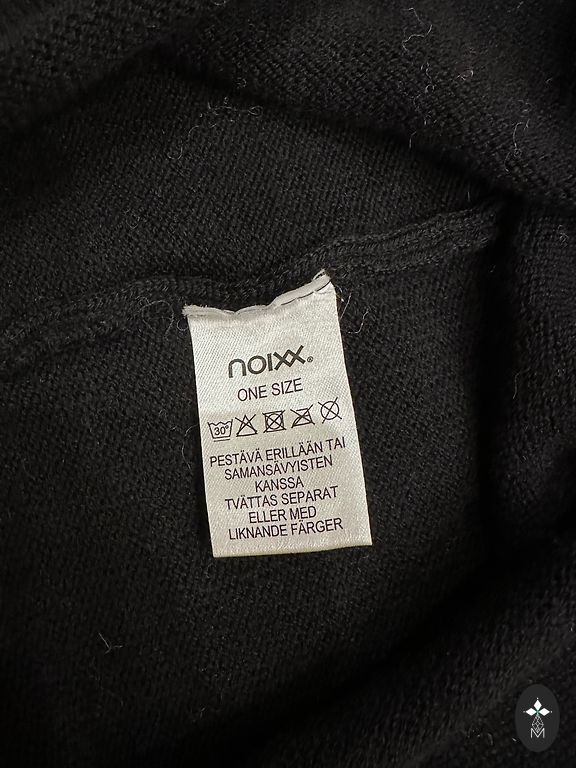 noixx®
ONE SIZE
30°
PESTÄVÄ ERILLÄÄN TAI
SAMANSÄVYISTEN
KANSSA
TVÄTTAS SEPARAT
ELLER MED
LIKNANDE FÄRGER
M